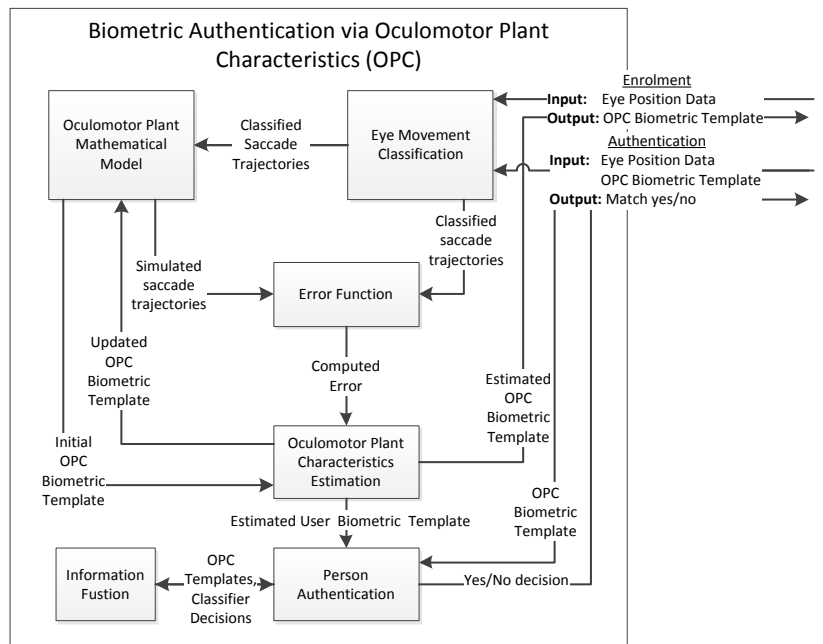 Biometric Authentication via Oculomotor Plant
Characteristics (OPC)
Enrolment
Input: Eye Position Data
Output: OPC Biometric Template
Authentication
Input: Eye Position Data
OPC Biometric Template
Output: Match yes/no
Oculomotor Plant
Mathematical
Model
Classified
Saccade
Trajectories
Eye Movement
Classification
Simulated
saccade
trajectories
Classified
saccade
trajectories
Error Function
Updated
OPC
Biometric
Template
Computed
Error
Estimated
OPC
Biometric
Template
Initial
OPC
Biometric
Template
Oculomotor Plant
Characteristics
Estimation
OPC
Biometric
Template
Estimated User Biometric Template
Information
Fustion
OPC
Templates,
Classifier
Decisions
Person
Authentication
Yes/No decision